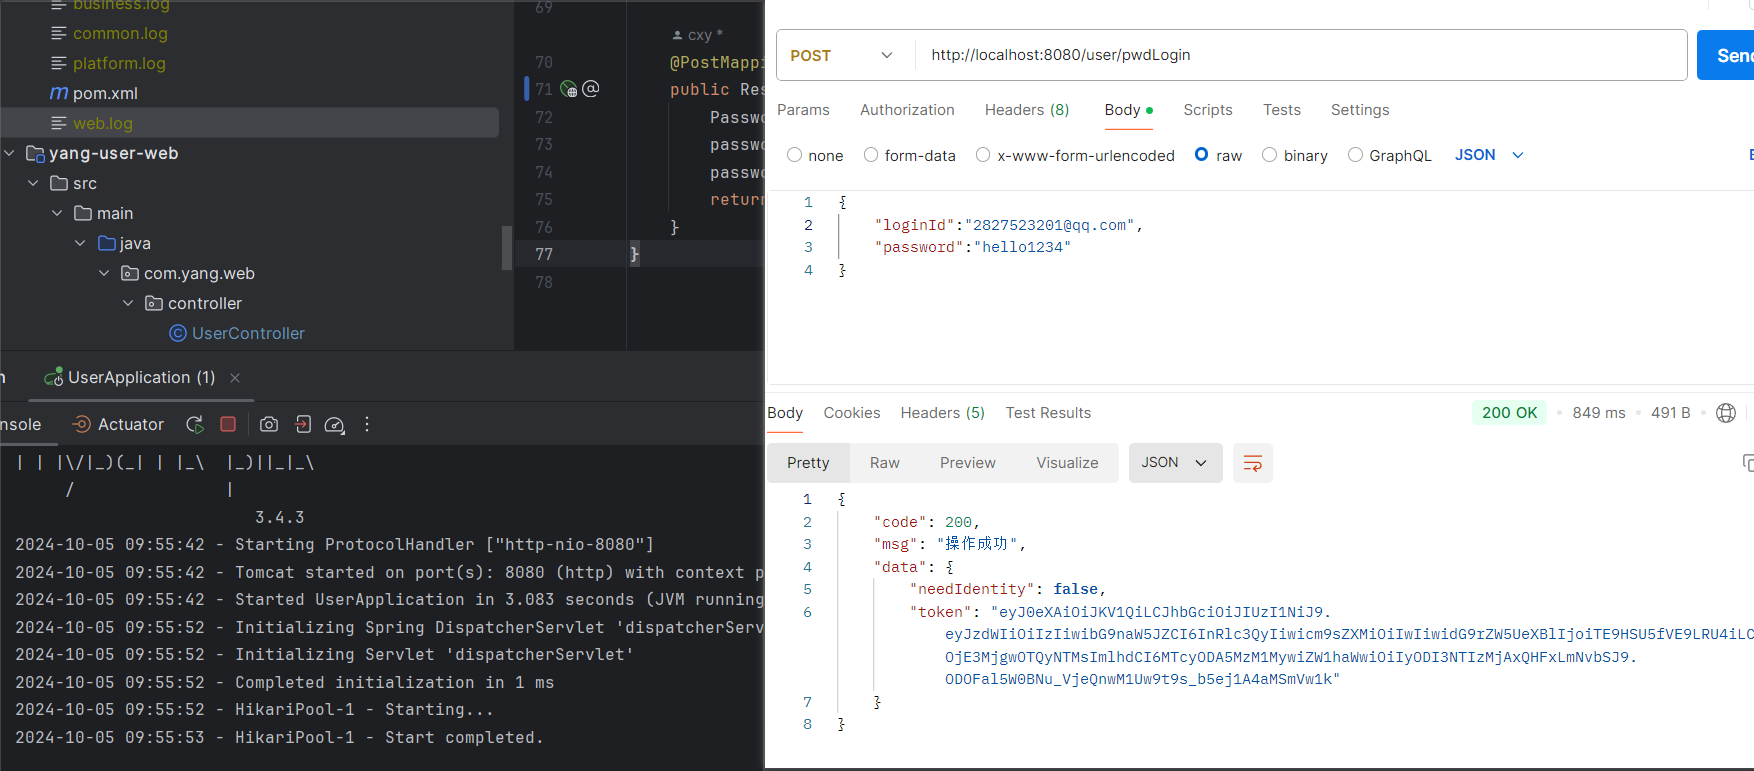 business.log
common.log
platform.log
pom.xml
web.log
yang-user-web
src
main
java
com.yang.web
controller
UserController
69
cxy *
70 @PostMappi
71 public Res
72 Passwo
73 passwo
74 passwo
75 return
76 }
77 }
78
UserApplication (1)
nsole
Actuator
| | |\/|_)(_| | |_\  |_)||_|_\
/ |
3.4.3
2024-10-05 09:55:42 - Starting ProtocolHandler ["http-nio-8080"]
2024-10-05 09:55:42 - Tomcat started on port(s): 8080 (http) with context p
2024-10-05 09:55:42 - Started UserApplication in 3.083 seconds (JVM running
2024-10-05 09:55:52 - Initializing Spring DispatcherServlet 'dispatcherServ
2024-10-05 09:55:52 - Initializing Servlet 'dispatcherServlet'
2024-10-05 09:55:52 - Completed initialization in 1 ms
2024-10-05 09:55:52 - HikariPool-1 - Starting...
2024-10-05 09:55:53 - HikariPool-1 - Start completed.
POST http://localhost:8080/user/pwdLogin Send
Params Authorization Headers (8) Body Scripts Tests Settings
none form-data x-www-form-urlencoded raw binary GraphQL JSON
1 {
2 "loginId":"2827523201@qq.com",
3 "password":"hello1234"
4 }
Body Cookies Headers (5) Test Results 200 OK 849 ms 491 B
Pretty Raw Preview Visualize JSON
1 {
2 "code": 200,
3 "msg": "操作成功",
4 "data": {
5 "needIdentity": false,
6 "token": "eyJ0eXAiOiJKV1QiLCJhbGciOiJIUzI1NiJ9.
eyJzdWIiOiIzIiwibG9naW5JZCI6InRlc3QyIiwicm9sZXMiOiIwIiwidG9rZW5UeXBlIjoiTE9HSU5fVE9LRU4iLC
OjE3MjgwOTQyNTMsImlhdCI6MTcyODA5MzM1MywiZW1haWwiOiIyODI3NTIzMjAxQHFxLmNvbSJ9.
ODOFal5W0BNu_VjeQnwM1Uw9t9s_b5ej1A4aMSmVw1k"
7 }
8 }